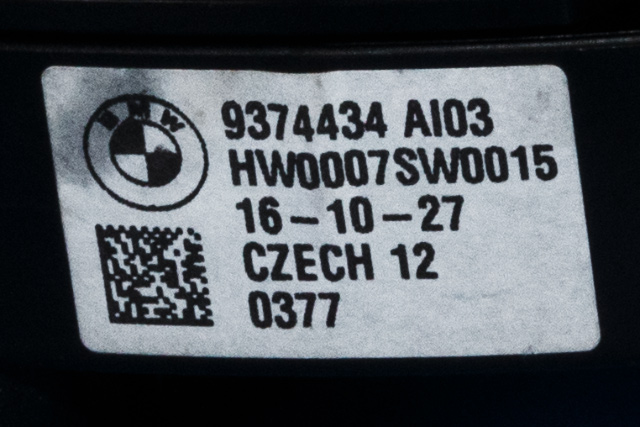 BMW
9374434 AI03
HW0007SW0015
16-10-27
CZECH 12
0377